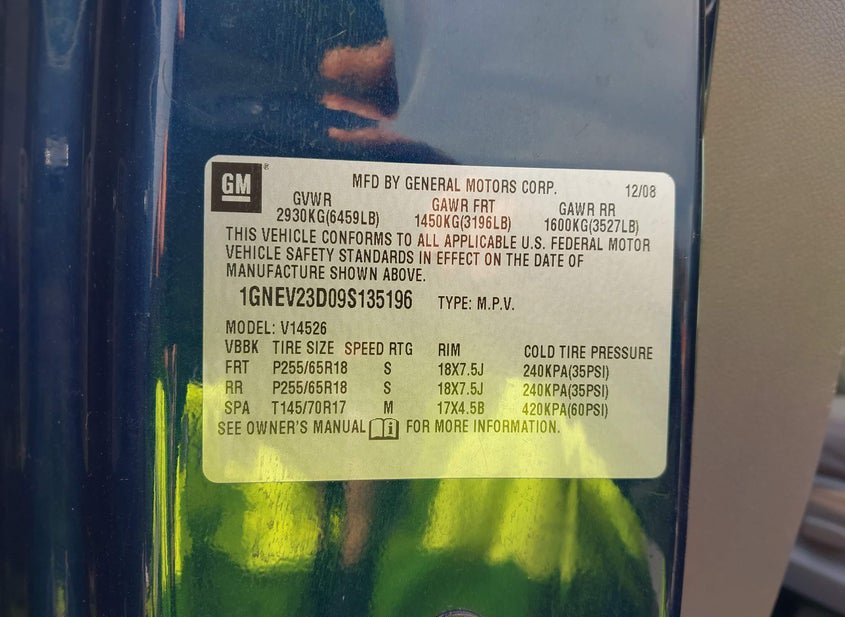 GM ® MFD BY GENERAL MOTORS CORP. 12/08
GVWR GAWR FRT GAWR RR
2930KG(6459LB) 1450KG(3196LB) 1600KG(3527LB)
THIS VEHICLE CONFORMS TO ALL APPLICABLE U.S. FEDERAL MOTOR
VEHICLE SAFETY STANDARDS IN EFFECT ON THE DATE OF
MANUFACTURE SHOWN ABOVE.
1GNEV23D09S135196 TYPE: M.P.V.
MODEL: V14526
VBBK TIRE SIZE SPEED RTG RIM COLD TIRE PRESSURE
FRT P255/65R18 S 18X7.5J 240KPA(35PSI)
RR P255/65R18 S 18X7.5J 240KPA(35PSI)
SPA T145/70R17 M 17X4.5B 420KPA(60PSI)
SEE OWNER'S MANUAL i FOR MORE INFORMATION.